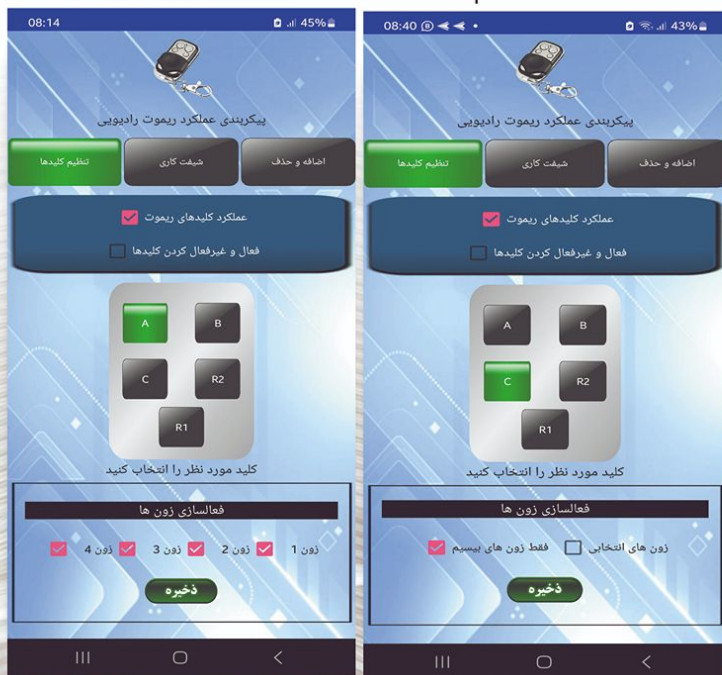 08:14 45%
پیکربندی عملکرد ریموت رادیویی
اضافه و حذف شیفت کاری تنظیم کلیدها
عملکرد کلیدهای ریموت
فعال و غیرفعال کردن کلیدها
A B
C R2
R1
کلید مورد نظر را انتخاب کنید
فعالسازی زون ها
زون 1 زون 2 زون 3 زون 4
ذخیره
08:40 43%
پیکربندی عملکرد ریموت رادیویی
اضافه و حذف شیفت کاری تنظیم کلیدها
عملکرد کلیدهای ریموت
فعال و غیرفعال کردن کلیدها
A B
C R2
R1
کلید مورد نظر را انتخاب کنید
فعالسازی زون ها
زون های انتخابی فقط زون های بیسیم
ذخیره